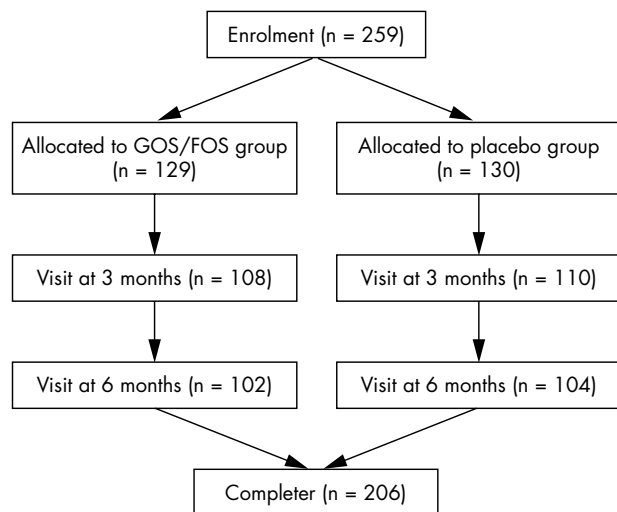 Enrolment (n = 259)
Allocated to GOS/FOS group
(n = 129)
Allocated to placebo group
(n = 130)
Visit at 3 months (n = 108)
Visit at 3 months (n = 110)
Visit at 6 months (n = 102)
Visit at 6 months (n = 104)
Completer (n = 206)